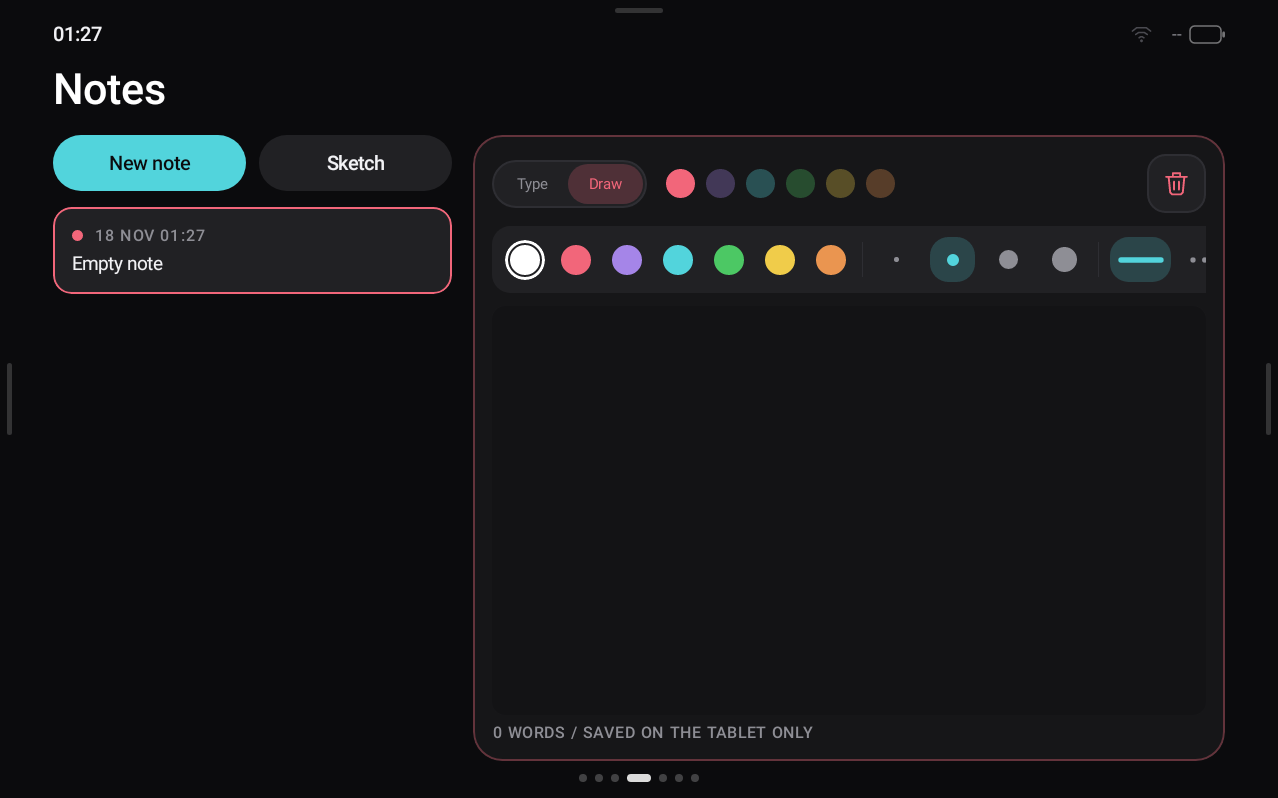 01:27
--
Notes
New note
Sketch
18 NOV 01:27
Empty note
Type
Draw
0 WORDS / SAVED ON THE TABLET ONLY